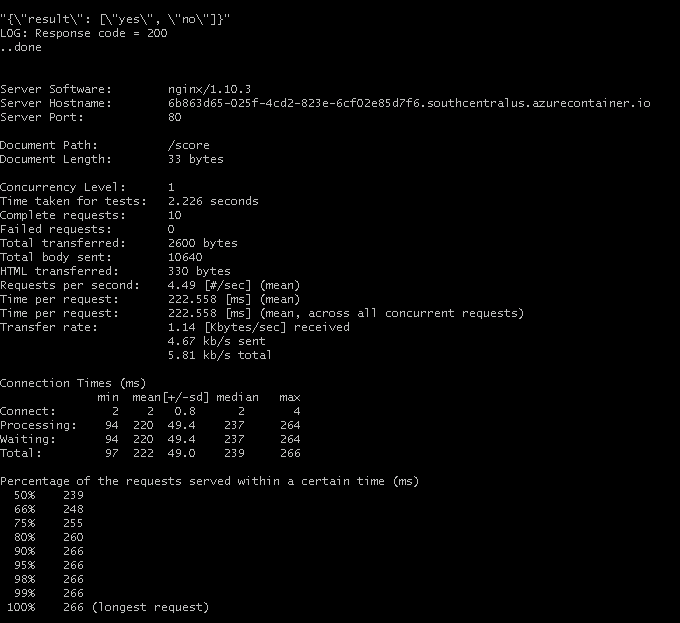 "{\"result\": [\"yes\", \"no\"]}"
LOG: Response code = 200
..done
Server Software:        nginx/1.10.3
Server Hostname:        6b863d65-025f-4cd2-823e-6cf02e85d7f6.southcentralus.azurecontainer.io
Server Port:            80
Document Path:          /score
Document Length:        33 bytes
Concurrency Level:      1
Time taken for tests:   2.226 seconds
Complete requests:      10
Failed requests:        0
Total transferred:      2600 bytes
Total body sent:        10640
HTML transferred:       330 bytes
Requests per second:    4.49 [#/sec] (mean)
Time per request:       222.558 [ms] (mean)
Time per request:       222.558 [ms] (mean, across all concurrent requests)
Transfer rate:          1.14 [Kbytes/sec] received
                        4.67 kb/s sent
                        5.81 kb/s total
Connection Times (ms)
              min  mean[+/-sd] median   max
Connect:        2    2   0.8      2       4
Processing:    94  220  49.4    237     264
Waiting:       94  220  49.4    237     264
Total:         97  222  49.0    239     266
Percentage of the requests served within a certain time (ms)
  50%    239
  66%    248
  75%    255
  80%    260
  90%    266
  95%    266
  98%    266
  99%    266
 100%    266 (longest request)